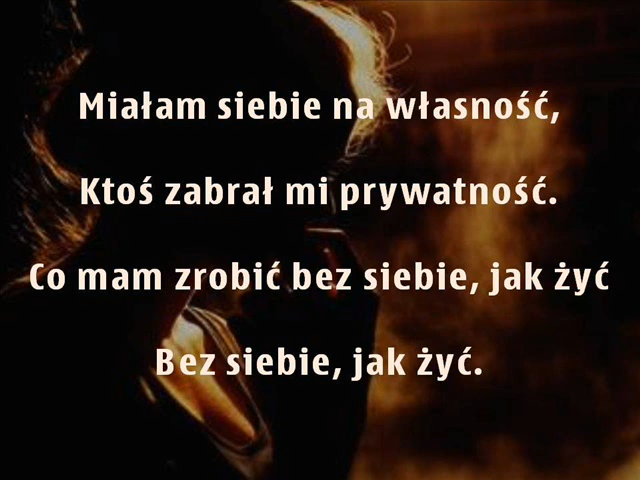 Miałam siebie na własność,
Ktoś zabrał mi prywatność.
Co mam zrobić bez siebie, jak żyć
Bez siebie, jak żyć.